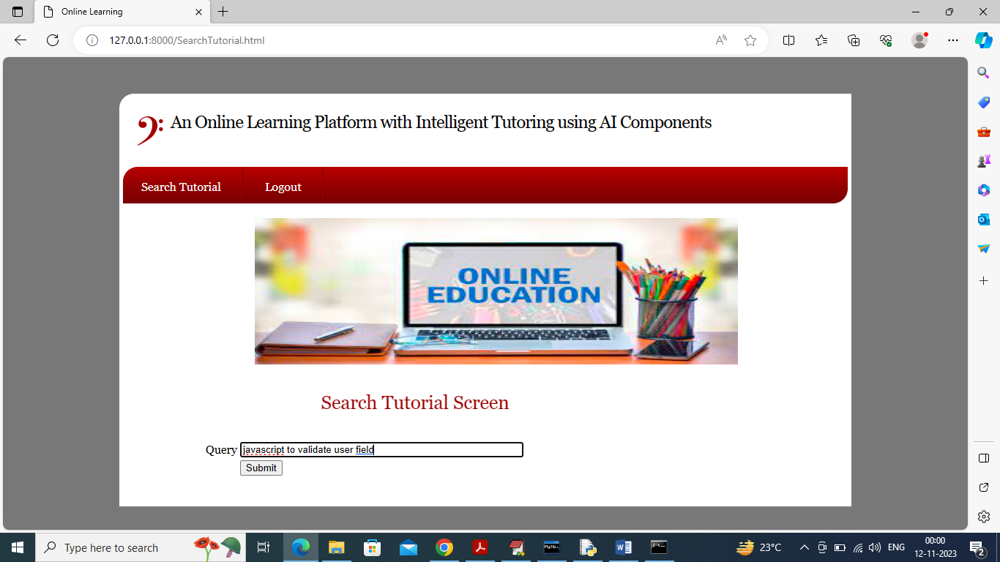 Online Learning
127.0.0.1:8000/SearchTutorial.html
An Online Learning Platform with Intelligent Tutoring using AI Components
Search Tutorial
Logout
ONLINE
EDUCATION
Search Tutorial Screen
Query javascript to validate user field
Submit
Type here to search
23°C
ENG
00:00
12-11-2023
2